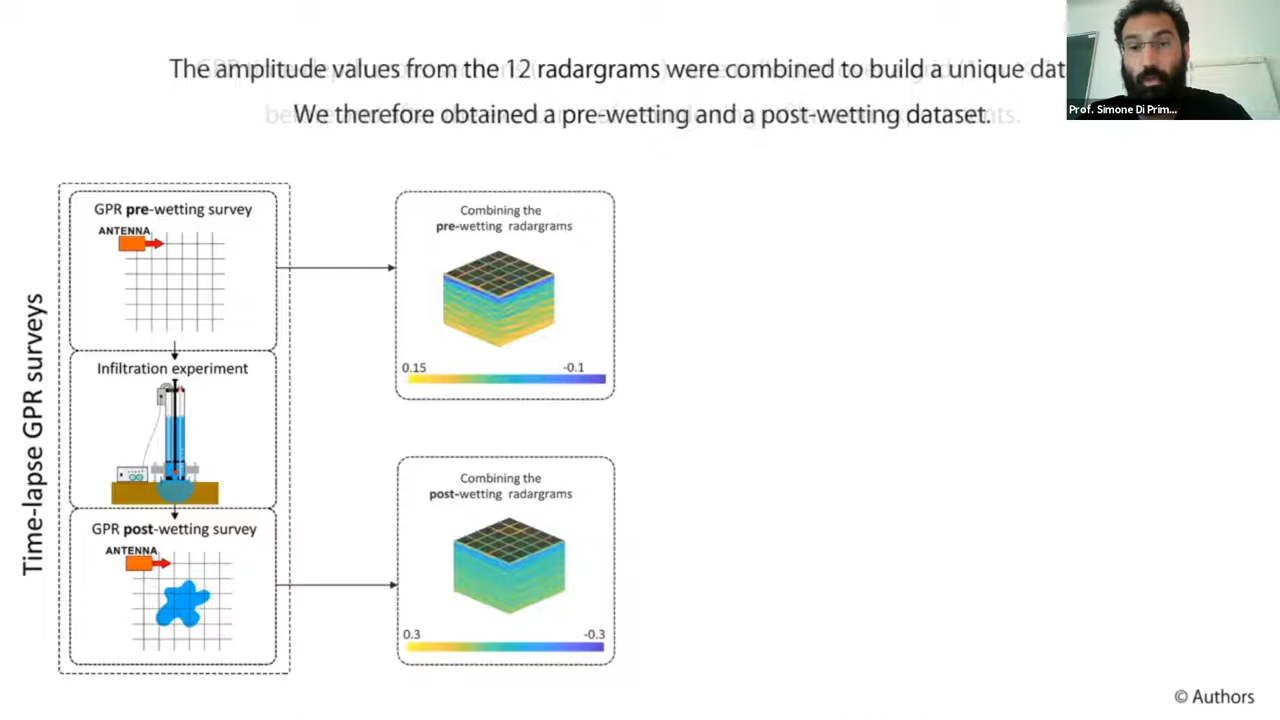 The amplitude values from the 12 radargrams were combined to build a unique dat
We therefore obtained a pre-wetting and a post-wetting dataset.
Prof. Simone Di Prim...
Time-lapse GPR surveys
GPR pre-wetting survey
ANTENNA
Infiltration experiment
GPR post-wetting survey
ANTENNA
Combining the
pre-wetting radargrams
0.15 -0.1
Combining the
post-wetting radargrams
0.3 -0.3
© Authors